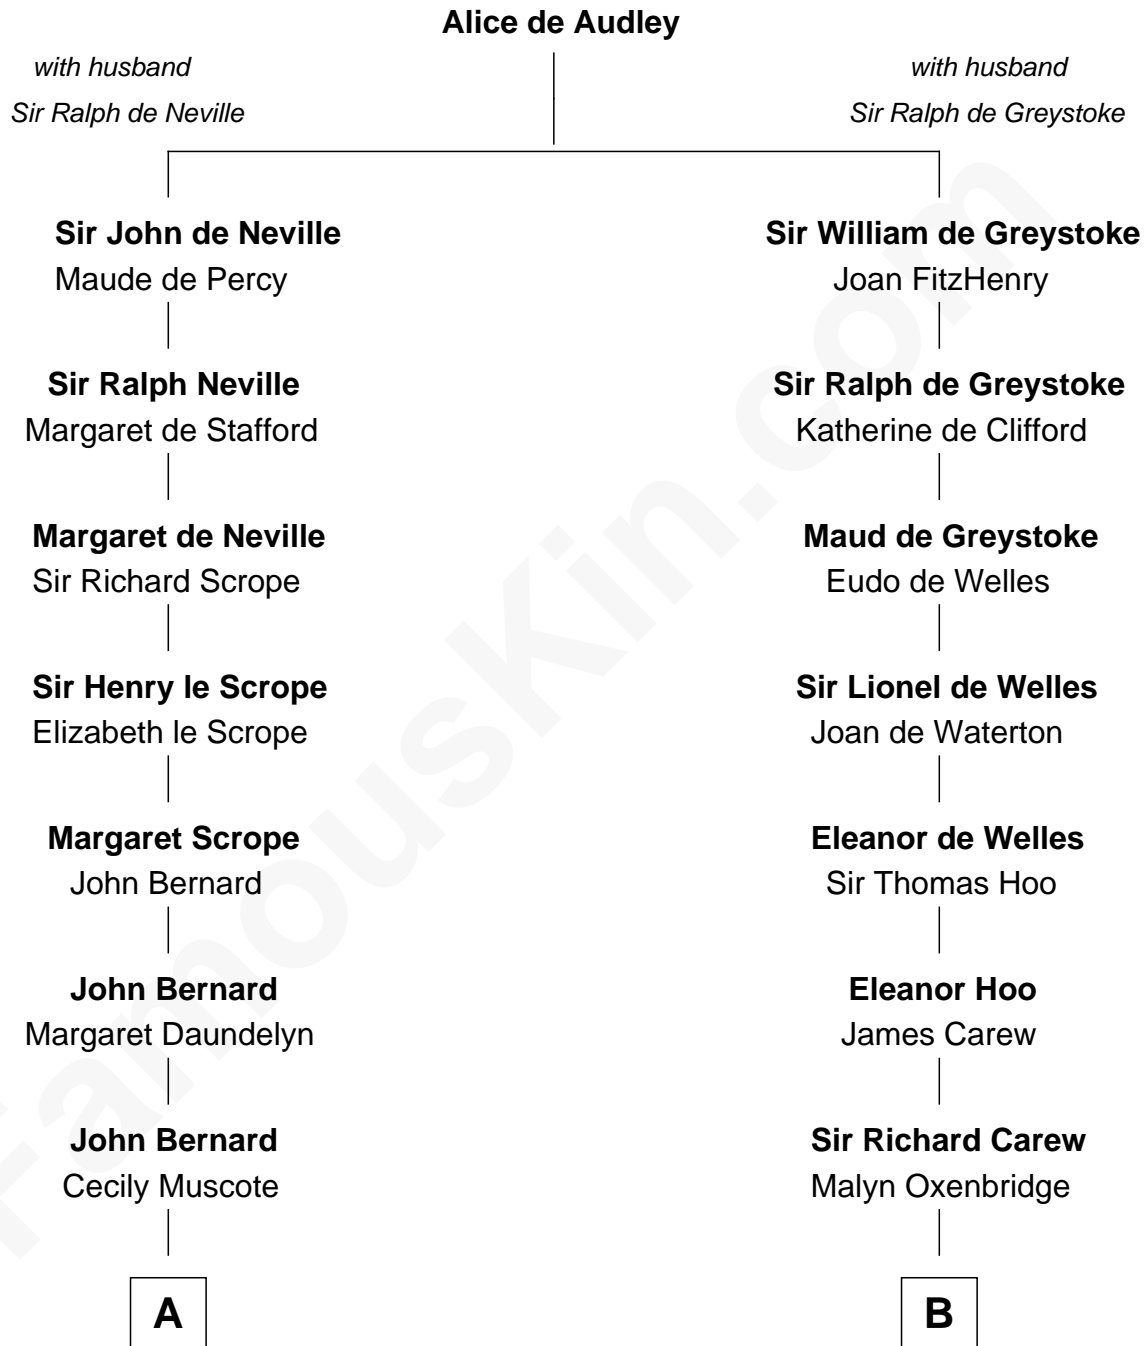 Alice de Audley
with husband
Sir Ralph de Neville
with husband
Sir Ralph de Greystoke
Sir John de Neville
Maude de Percy
Sir William de Greystoke
Joan FitzHenry
Sir Ralph Neville
Margaret de Stafford
Sir Ralph de Greystoke
Katherine de Clifford
Margaret de Neville
Sir Richard Scrope
Maud de Greystoke
Eudo de Welles
Sir Henry le Scrope
Elizabeth le Scrope
Sir Lionel de Welles
Joan de Waterton
Margaret Scrope
John Bernard
Eleanor de Welles
Sir Thomas Hoo
John Bernard
Margaret Daundelyn
Eleanor Hoo
James Carew
John Bernard
Cecily Muscote
Sir Richard Carew
Malyn Oxenbridge
A
B
FamousKin.com